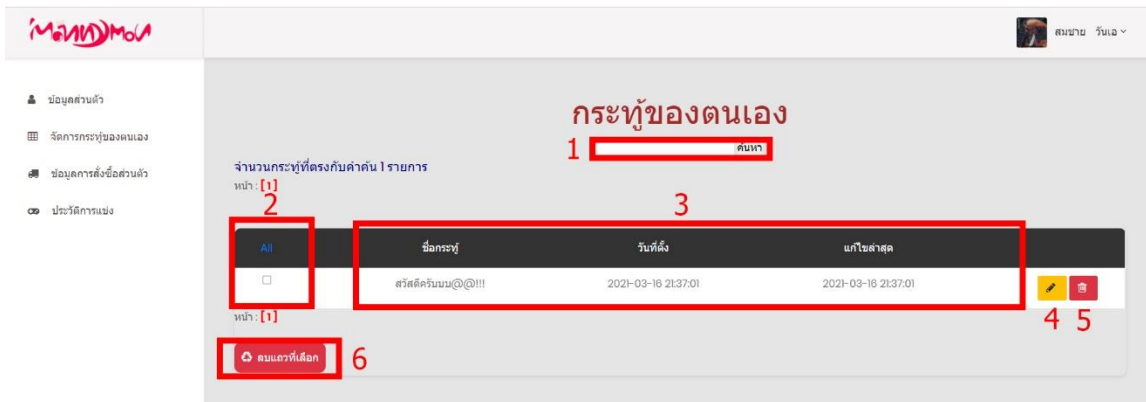 สมชาย วันเอ
ข้อมูลส่วนตัว
จัดการกระทู้ของตนเอง
ข้อมูลการสั่งซื้อส่วนตัว
ประวัติการแข่ง
กระทู้ของตนเอง
1 ค้นหา
จำนวนกระทู้ที่ตรงกับคำค้น 1 รายการ
หน้า : [1]
2 3
All ชื่อกระทู้ วันที่ตั้ง แก้ไขล่าสุด
สวัสดีครับบบ@@!!! 2021-03-16 21:37:01 2021-03-16 21:37:01
หน้า : [1]
4 5
ลบแถวที่เลือก 6